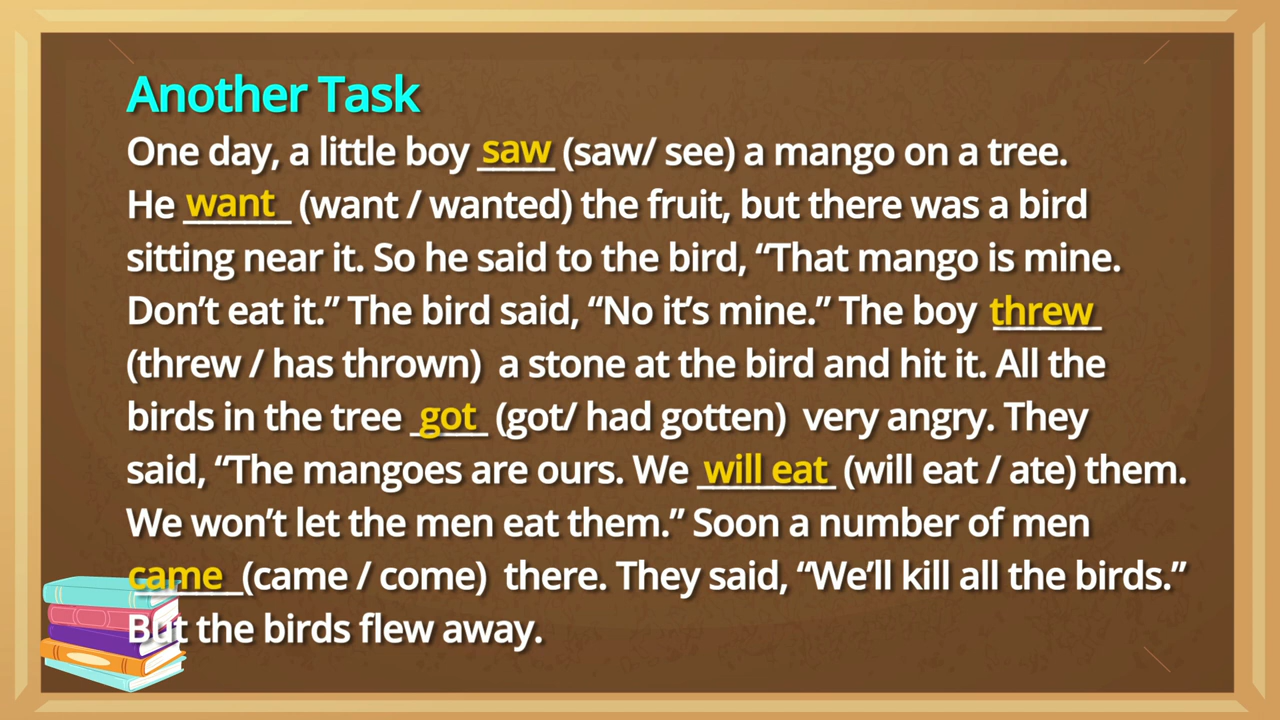 Another Task
One day, a little boy saw (saw/ see) a mango on a tree.
He want (want / wanted) the fruit, but there was a bird
sitting near it. So he said to the bird, “That mango is mine.
Don’t eat it.” The bird said, “No it’s mine.” The boy threw
(threw / has thrown) a stone at the bird and hit it. All the
birds in the tree got (got/ had gotten) very angry. They
said, “The mangoes are ours. We will eat (will eat / ate) them.
We won’t let the men eat them.” Soon a number of men
came (came / come) there. They said, “We’ll kill all the birds.”
But the birds flew away.